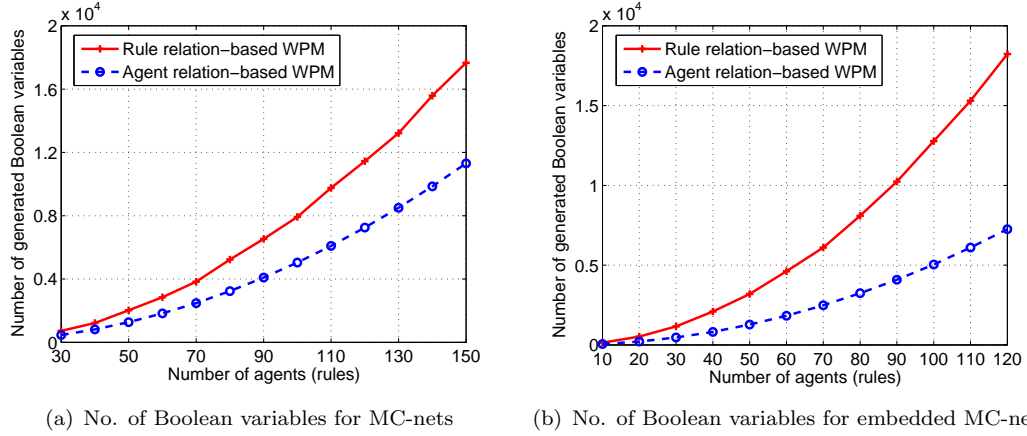 x 10^4
2
1.6
1.2
0.8
0.4
0
Number of generated Boolean variables
Rule relation-based WPM
Agent relation-based WPM
30 50 70 90 110 130 150
Number of agents (rules)
(a) No. of Boolean variables for MC-nets
x 10^4
2
1.5
1
0.5
0
Number of generated Boolean variables
Rule relation-based WPM
Agent relation-based WPM
10 20 30 40 50 60 70 80 90 100 110 120
Number of agents (rules)
(b) No. of Boolean variables for embedded MC-ne